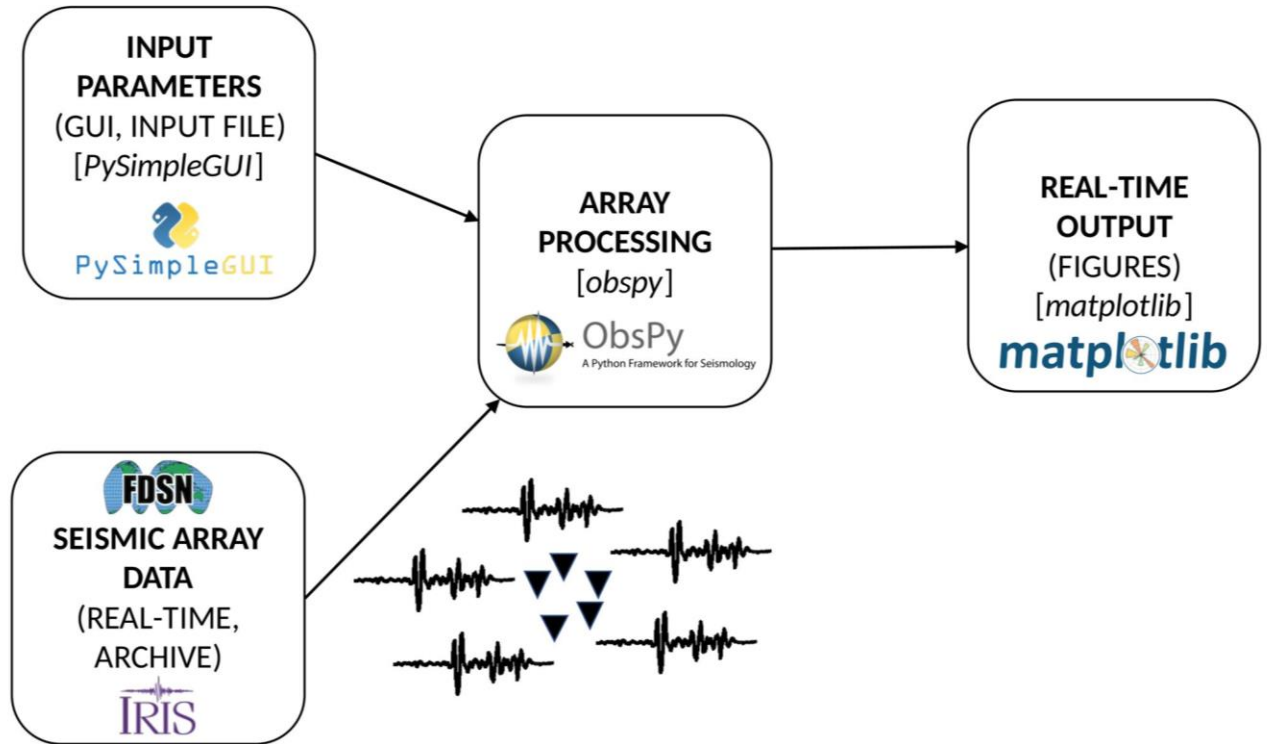 INPUT
PARAMETERS
(GUI, INPUT FILE)
[PySimpleGUI]
PySimpleGUI
ARRAY
PROCESSING
[obspy]
ObsPy
A Python Framework for Seismology
REAL-TIME
OUTPUT
(FIGURES)
[matplotlib]
matplotlib
FDSN
SEISMIC ARRAY
DATA
(REAL-TIME,
ARCHIVE)
IRIS